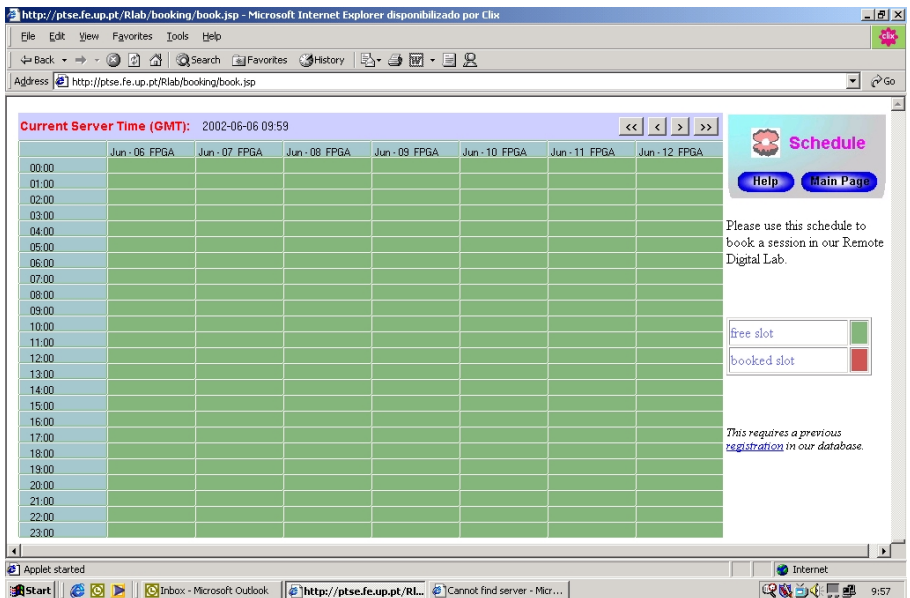 http://ptse.fe.up.pt/Rlab/booking/book.jsp - Microsoft Internet Explorer disponibilizado por Clix
File Edit View Favorites Tools Help
clix
Back Search Favorites History
Address http://ptse.fe.up.pt/Rlab/booking/book.jsp Go
Current Server Time (GMT): 2002-06-06 09:59 << < > >>
Jun - 06 FPGA Jun - 07 FPGA Jun - 08 FPGA Jun - 09 FPGA Jun - 10 FPGA Jun - 11 FPGA Jun - 12 FPGA
00:00
01:00
02:00
03:00
04:00
05:00
06:00
07:00
08:00
09:00
10:00
11:00
12:00
13:00
14:00
15:00
16:00
17:00
18:00
19:00
20:00
21:00
22:00
23:00
Schedule
Help Main Page
Please use this schedule to
book a session in our Remote
Digital Lab.
free slot
booked slot
This requires a previous
registration in our database.
Applet started Internet
Start Inbox - Microsoft Outlook http://ptse.fe.up.pt/Rl... Cannot find server - Micr... 9:57